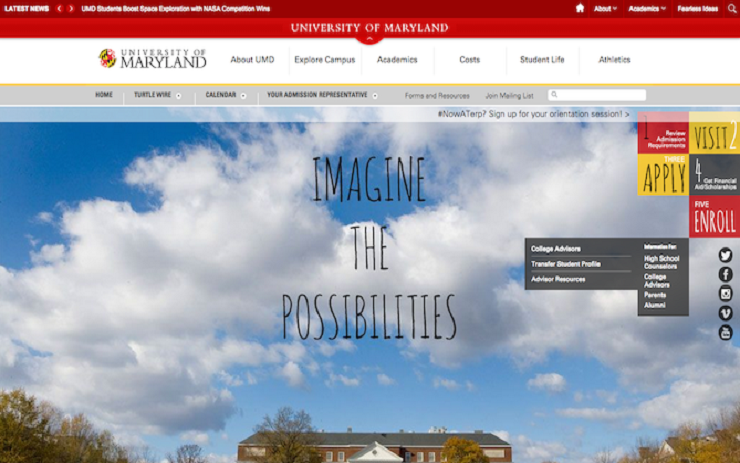 LATEST NEWS < > UMD Students Boost Space Exploration with NASA Competition Wins
About Academics Fearless Ideas
UNIVERSITY OF MARYLAND
UNIVERSITY OF
MARYLAND
About UMD Explore Campus Academics Costs Student Life Athletics
HOME TURTLE WIRE CALENDAR YOUR ADMISSION REPRESENTATIVE Forms and Resources Join Mailing List
#NowATerp? Sign up for your orientation session! >
1 Review
Admission
Requirements
VISIT 2
THREE
APPLY
4 Get Financial
Aid/Scholarships
FIVE
ENROLL
IMAGINE
THE
POSSIBILITIES
College Advisors
Transfer Student Profile
Advisor Resources
Information For:
High School
Counselors
College
Advisors
Parents
Alumni
You
Tube